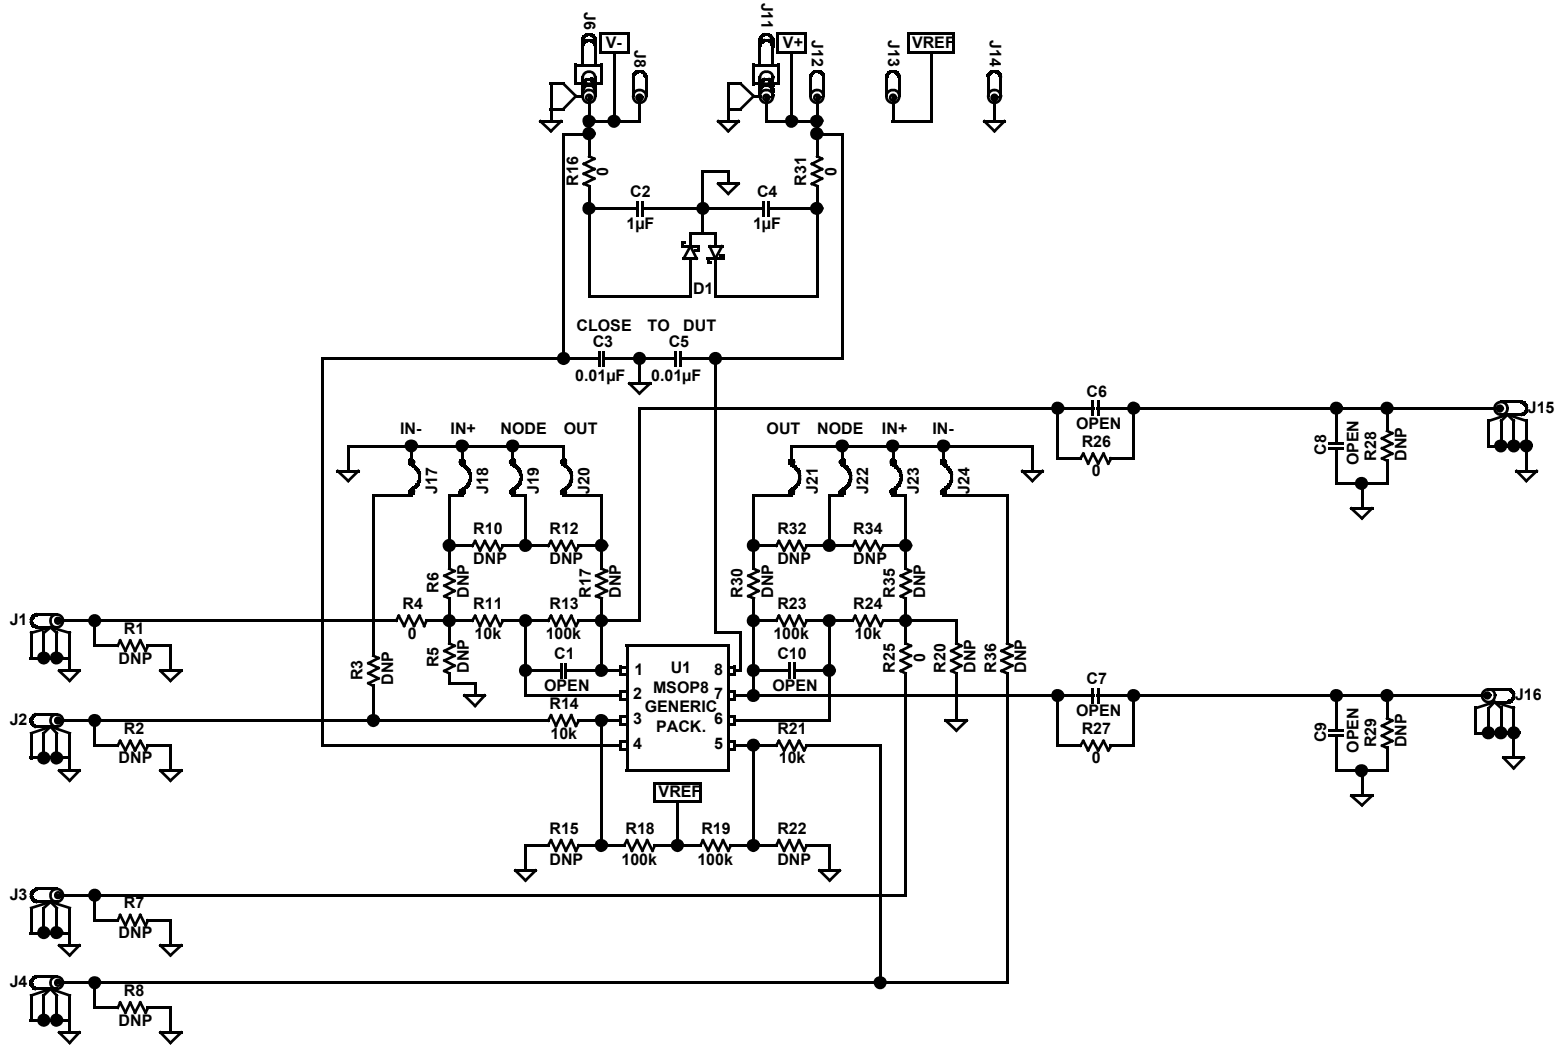 J6
V-
J8
J11
V+
J12
J13
VREF
J14
R16
0
R31
0
C2
1µF
C4
1µF
D1
CLOSE TO DUT
C3
0.01µF
C5
0.01µF
IN-
IN+
NODE
OUT
J17
J18
J19
J20
OUT
NODE
IN+
IN-
J21
J22
J23
J24
C6
OPEN
R26
0
C8
OPEN
R28
DNP
J15
R10
DNP
R12
DNP
R32
DNP
R34
DNP
R6
DNP
R17
DNP
R30
DNP
R35
DNP
J1
R1
DNP
R4
0
R11
10k
R13
100k
R23
100k
R24
10k
R3
DNP
R5
DNP
C1
OPEN
C10
OPEN
R25
0
R20
DNP
R36
DNP
U1
MSOP8
GENERIC
PACK.
1
2
3
4
8
7
6
5
J2
R2
DNP
R14
10k
R21
10k
C7
OPEN
R27
0
C9
OPEN
R29
DNP
J16
VREF
R15
DNP
R18
100k
R19
100k
R22
DNP
J3
R7
DNP
J4
R8
DNP